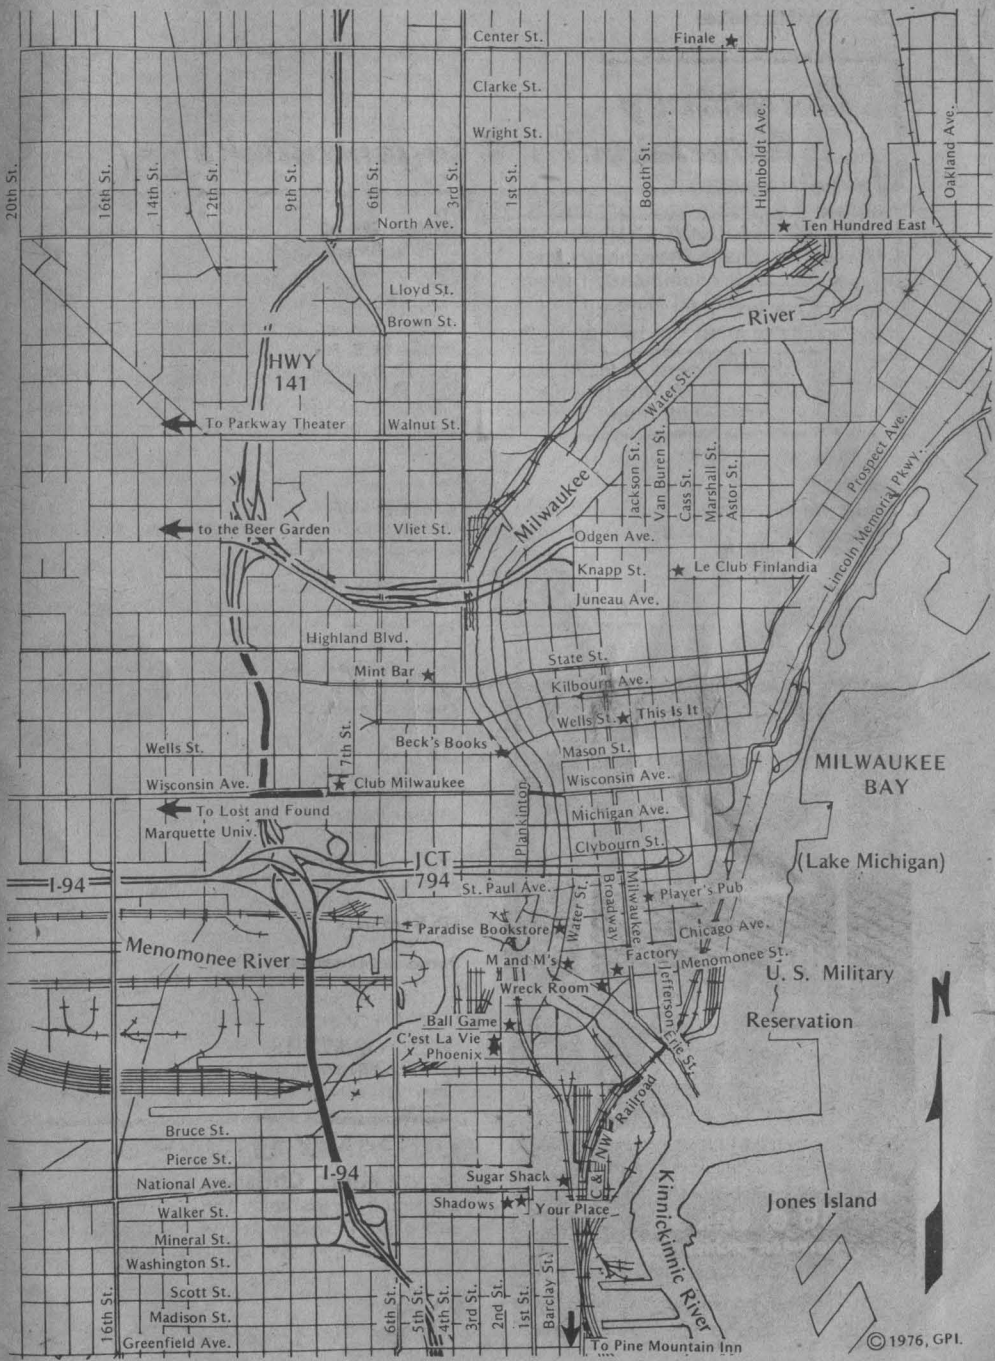 Center St.
Finale
Clarke St.
Wright St.
20th St.
16th St.
14th St.
12th St.
9th St.
6th St.
3rd St.
1st St.
Booth St.
Humboldt Ave.
Oakland Ave.
North Ave.
Ten Hundred East
Lloyd St.
Brown St.
River
HWY
141
Water St.
To Parkway Theater
Walnut St.
Prospect Ave.
Jackson St.
Van Buren St.
Cass St.
Marshall St.
Astor St.
Milwaukee
Lincoln Memorial Pkwy.
to the Beer Garden
Vliet St.
Odgen Ave.
Knapp St.
Le Club Finlandia
Juneau Ave.
Highland Blvd.
State St.
Mint Bar
Kilbourn Ave.
Wells St.
This Is It
7th St.
Beck's Books
Wells St.
Mason St.
MILWAUKEE
BAY
Wisconsin Ave.
Club Milwaukee
Wisconsin Ave.
Plankinton
To Lost and Found
Michigan Ave.
Marquette Univ.
Clybourn St.
JCT
794
(Lake Michigan)
I-94
St. Paul Ave.
Water St.
Broadway
Milwaukee
Player's Pub
Paradise Bookstore
Chicago Ave.
Menomonee River
M and M's
Factory
Menomonee St.
Wreck Room
Jefferson
U. S. Military
Reservation
N
Ball Game
C'est La Vie
Phoenix
Erie St.
C & NW Railroad
Bruce St.
Pierce St.
I-94
National Ave.
Sugar Shack
Shadows
Your Place
Kinnickinnic River
Jones Island
Walker St.
Mineral St.
Washington St.
Scott St.
Madison St.
Greenfield Ave.
16th St.
6th St.
5th St.
4th St.
3rd St.
2nd St.
1st St.
Barclay St.
To Pine Mountain Inn
©1976, GPI.